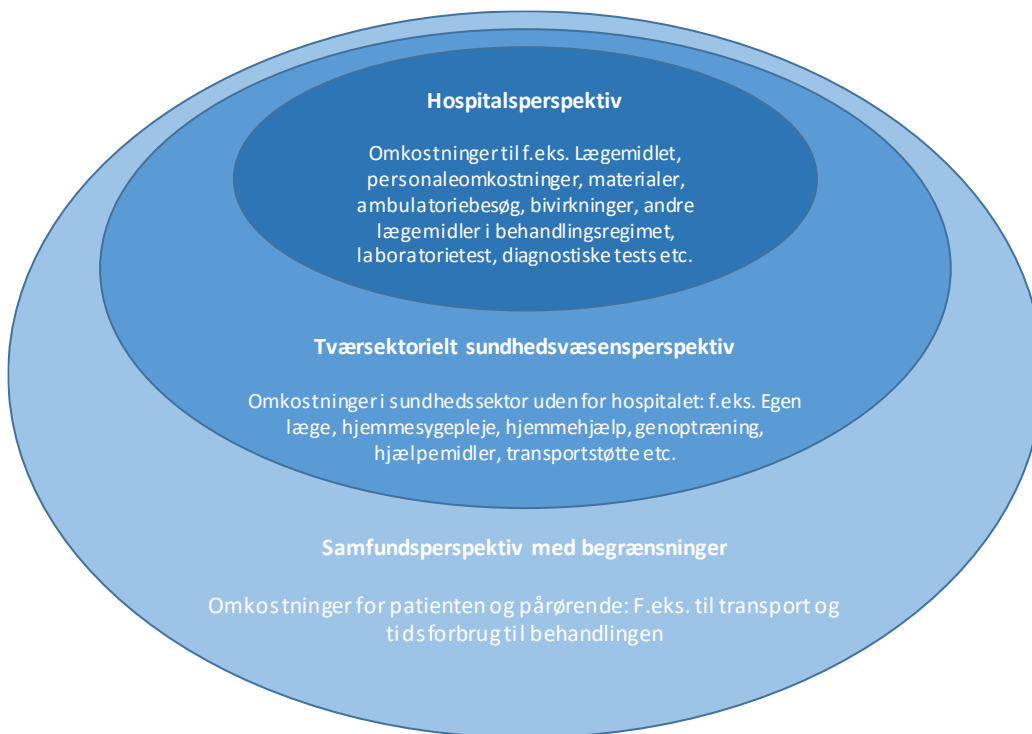 Hospitalsperspektiv
Omkostninger til f.eks. Lægemidlet,
personaleomkostninger, materialer,
ambulatoriebesøg, bivirkninger, andre
lægemidler i behandlingsregimet,
laboratorietest, diagnostiske tests etc.
Tværsektorielt sundhedsvæsensperspektiv
Omkostninger i sundhedssektor uden for hospitalet: f.eks. Egen
læge, hjemmesygepleje, hjemmehjælp, genoptræning,
hjælpemidler, transportstøtte etc.
Samfundsperspektiv med begrænsninger
Omkostninger for patienten og pårørende: F.eks. til transport og
tidsforbrug til behandlingen